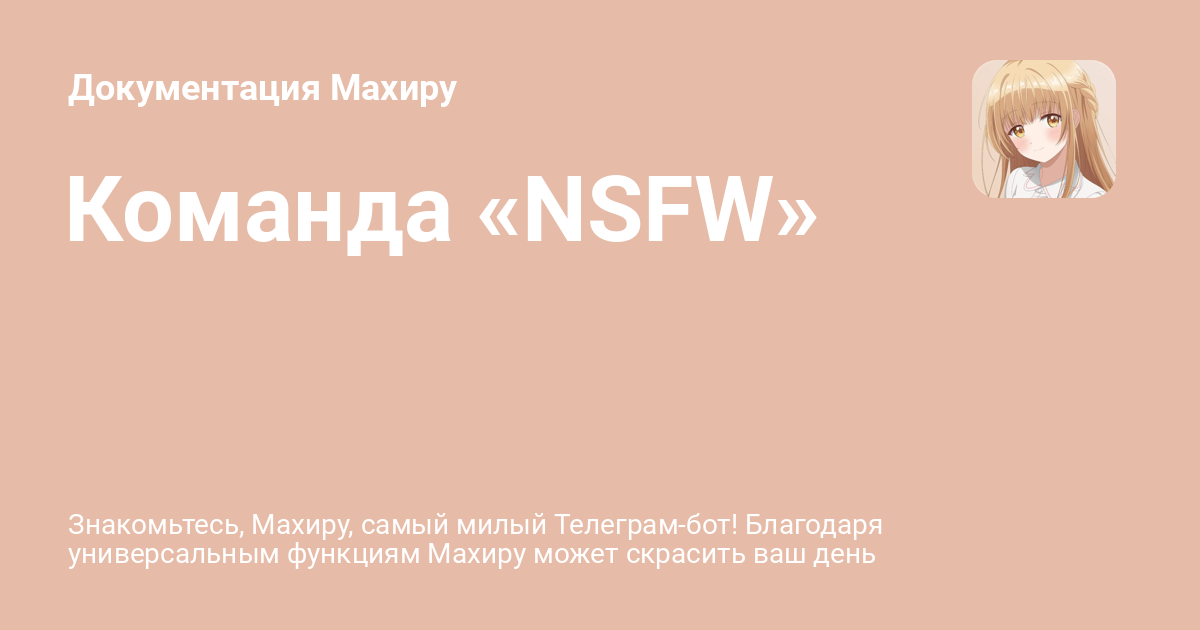 Документация Махиру
Команда «NSFW»
Знакомьтесь, Махиру, самый милый Телеграм-бот! Благодаря
универсальным функциям Махиру может скрасить ваш день